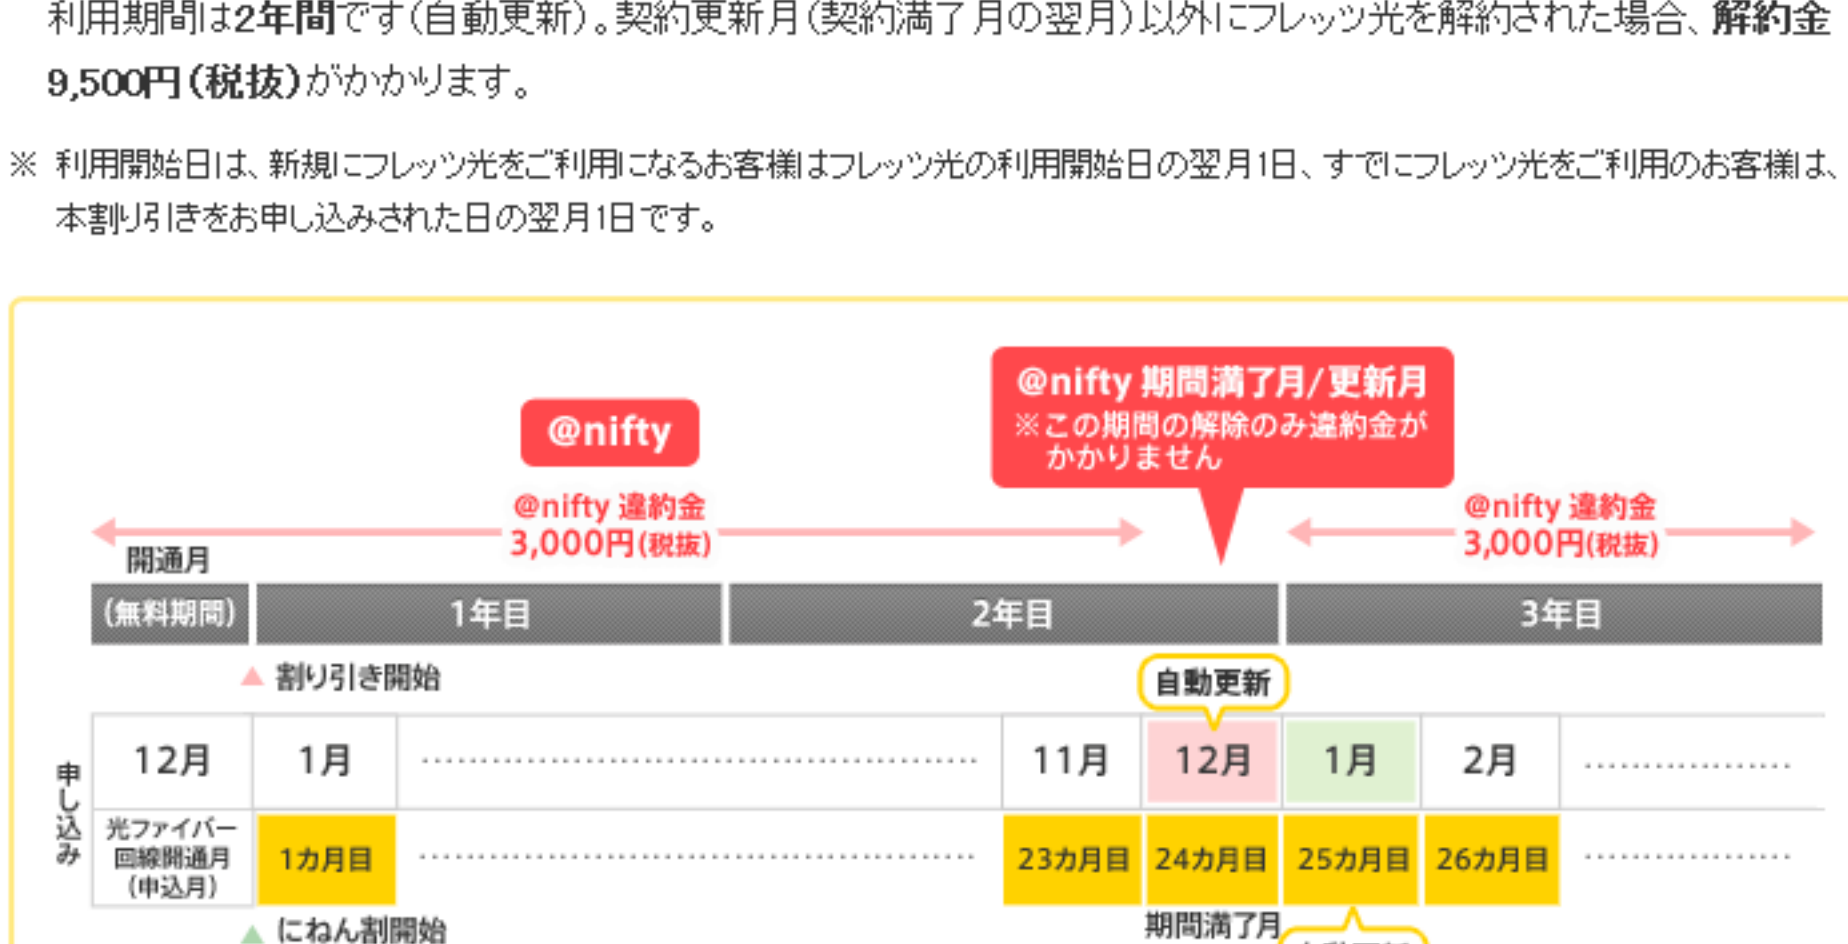 利用期間は2年間です(自動更新)。契約更新月(契約満了月の翌月)以外にフレッツ光を解約された場合、解約金
9,500円(税抜)がかかります。
※ 利用開始日は、新規にフレッツ光をご利用になるお客様はフレッツ光の利用開始日の翌月1日、すでにフレッツ光をご利用のお客様は、
本割り引きをお申し込みされた日の翌月1日です。
@nifty 期間満了月/更新月
※この期間の解除のみ違約金が
かかりません
@nifty
@nifty 違約金
3,000円(税抜)
@nifty 違約金
3,000円(税抜)
開通月
(無料期間) 1年目 2年目 3年目
▲ 割り引き開始
自動更新
申し込み
12月 1月 11月 12月 1月 2月
光ファイバー
回線開通月
(申込月)
1カ月目 23カ月目 24カ月目 25カ月目 26カ月目
▲ にねん割開始
期間満了月